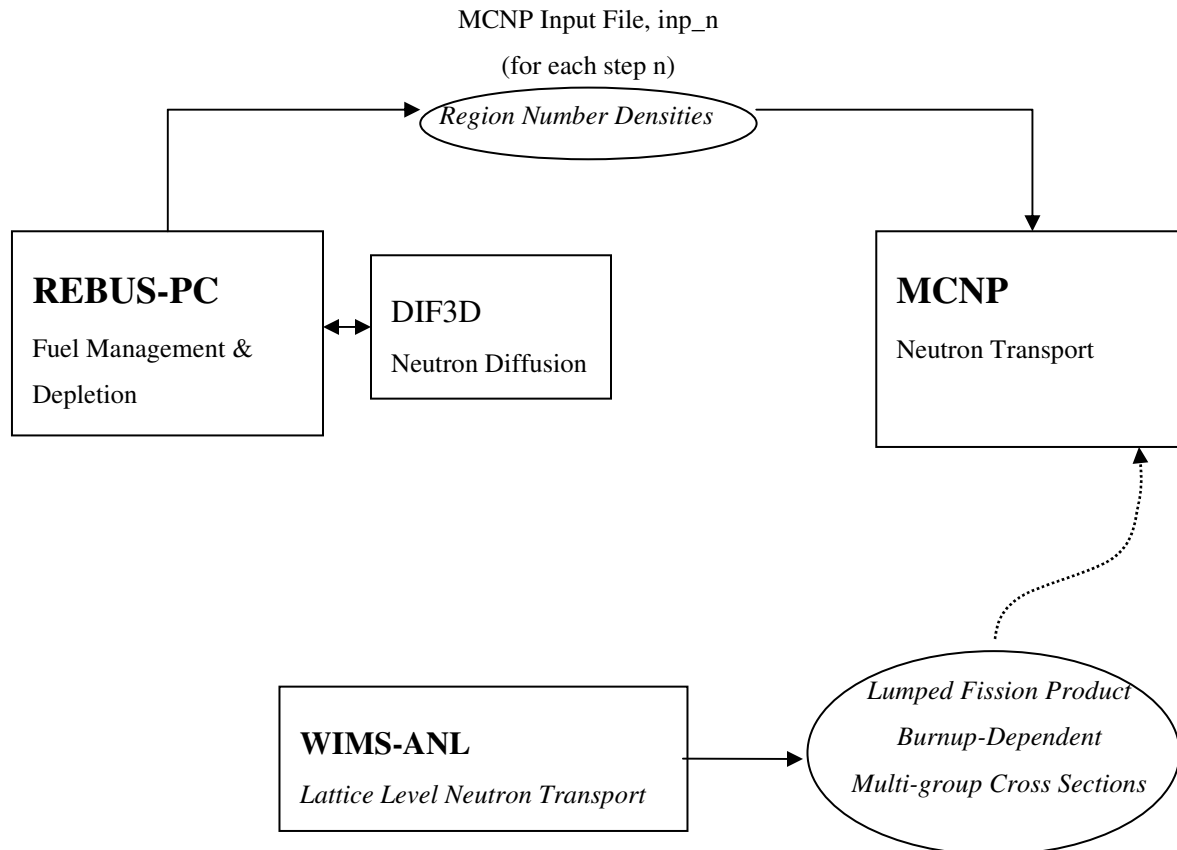 MCNP Input File, inp_n
(for each step n)
Region Number Densities
REBUS-PC
Fuel Management &
Depletion
DIF3D
Neutron Diffusion
MCNP
Neutron Transport
Lumped Fission Product
Burnup-Dependent
Multi-group Cross Sections
WIMS-ANL
Lattice Level Neutron Transport